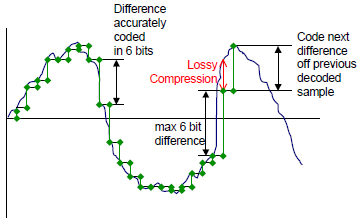 Difference
accurately
coded
in 6 bits
Lossy
Compression
Code next
difference
off previous
decoded
sample
max 6 bit
difference